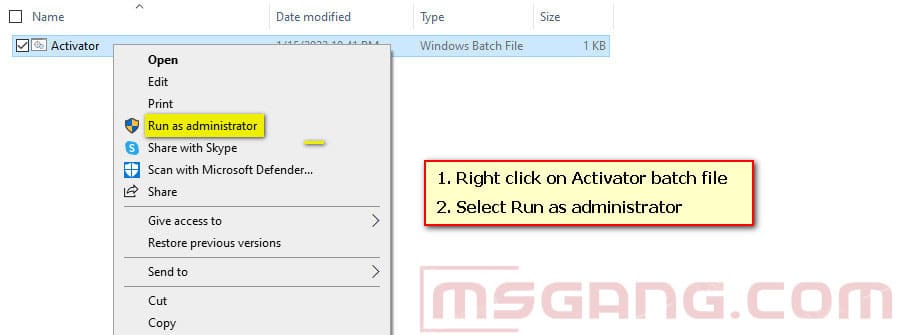 Name Date modified Type Size
Activator 1/15/2023 10:41 PM Windows Batch File 1 KB
Open
Edit
Print
Run as administrator
Share with Skype
Scan with Microsoft Defender...
Share
Give access to
Restore previous versions
Send to
Cut
Copy
1. Right click on Activator batch file
2. Select Run as administrator
MSGANG.COM